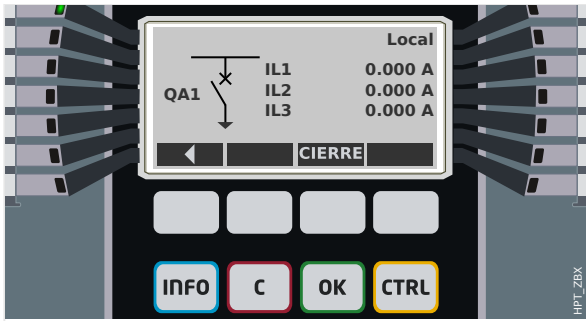 Local
IL1 0.000 A
QA1 IL2 0.000 A
IL3 0.000 A
CIERRE
INFO C OK CTRL
HPT_ZBX